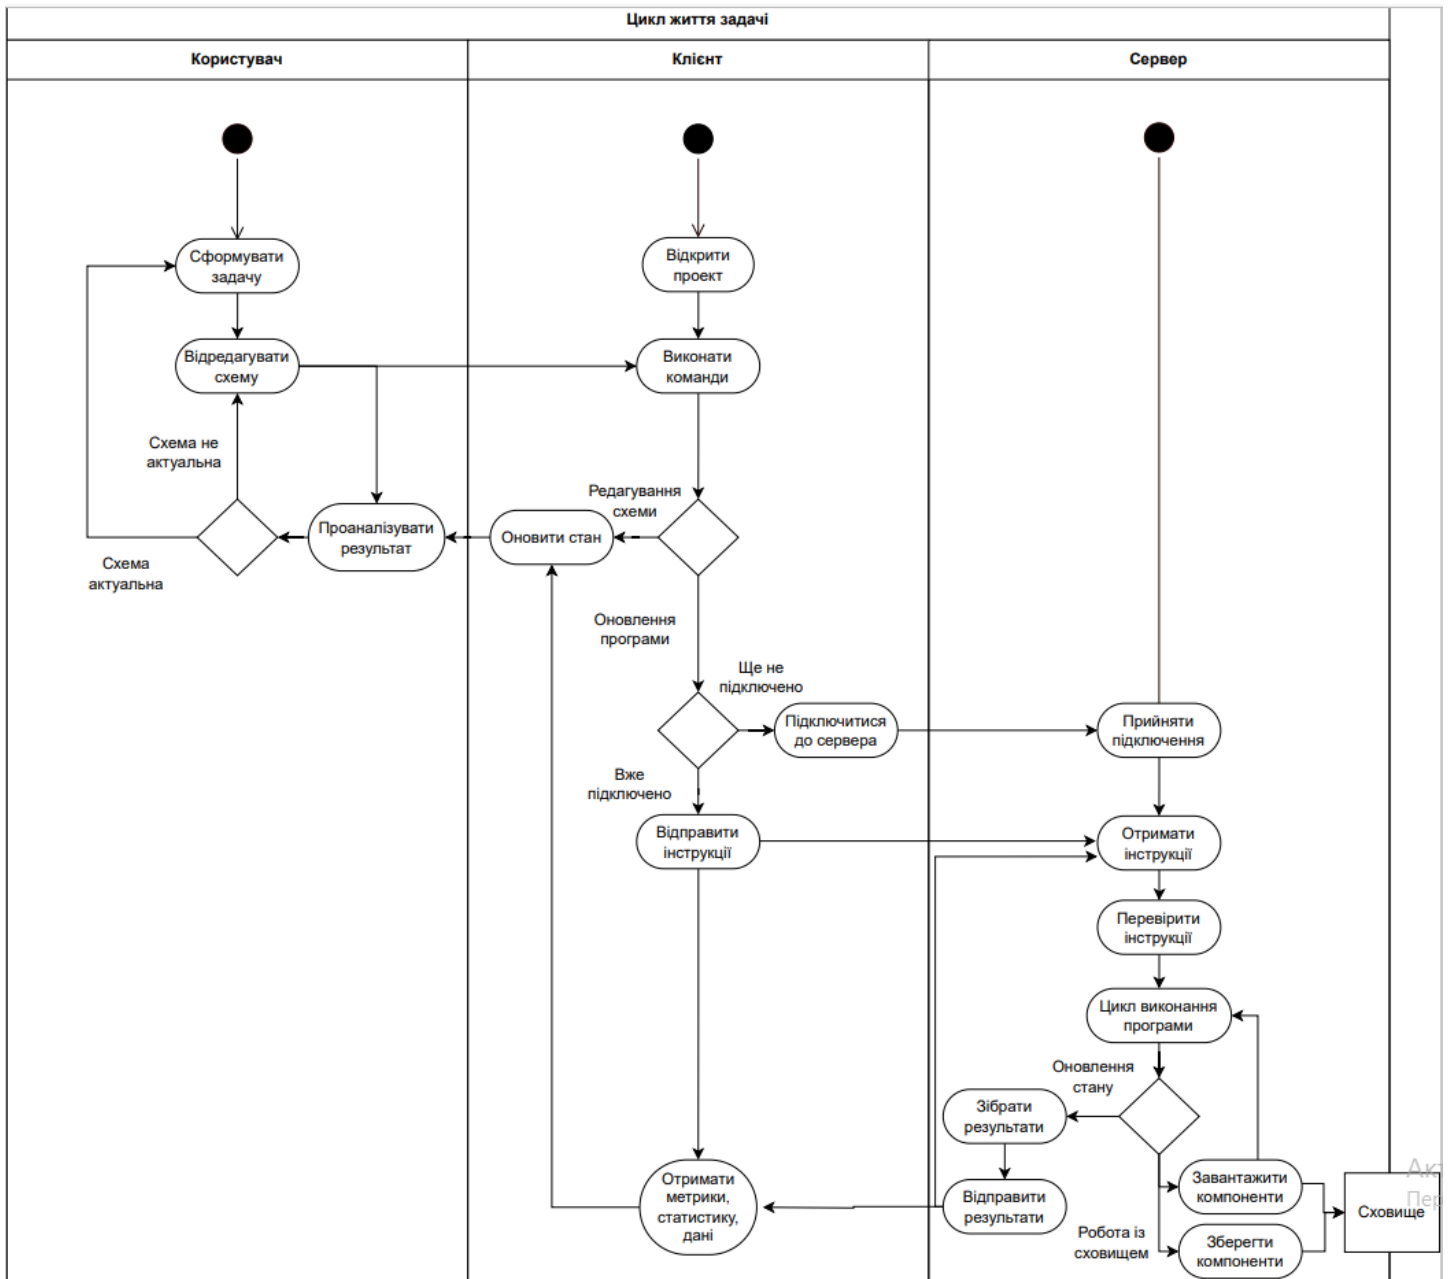 Цикл життя задачі
Користувач
Клієнт
Сервер
Сформувати
задачу
Відкрити
проект
Відредагувати
схему
Виконати
команди
Схема не
актуальна
Редагування
схеми
Проаналізувати
результат
Оновити стан
Схема
актуальна
Оновлення
програми
Ще не
підключено
Підключитися
до сервера
Прийняти
підключення
Вже
підключено
Відправити
інструкції
Отримати
інструкції
Перевірити
інструкції
Цикл виконання
програми
Оновлення
стану
Зібрати
результати
Отримати
метрики,
статистику,
дані
Відправити
результати
Завантажити
компоненти
Робота із
сховищем
Зберегти
компоненти
Сховище